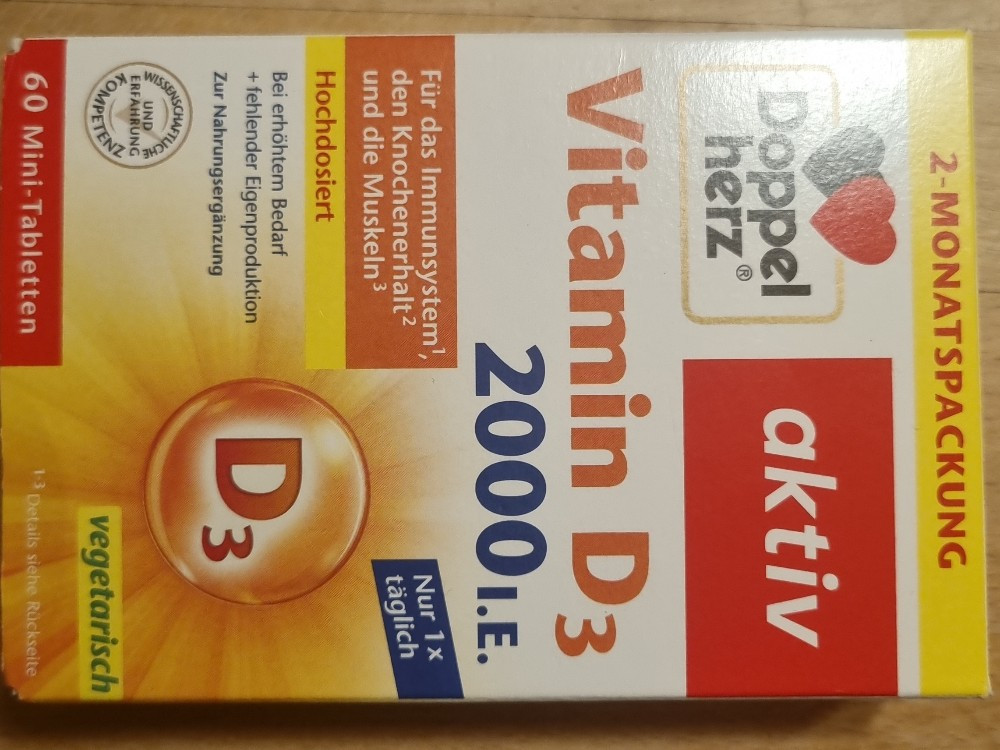 2-MONATSPACKUNG
Doppel
herz®
aktiv
Vitamin D3
2000 I.E.
Nur 1x
täglich
Für das Immunsystem¹,
den Knochenerhalt²
und die Muskeln³
Hochdosiert
Bei erhöhtem Bedarf
+ fehlender Eigenproduktion
Zur Nahrungsergänzung
D3
WISSENSCHAFTLICHE
UND
ERFAHRUNG
KOMPETENZ
vegetarisch
60 Mini-Tabletten
1-3 Details siehe Rückseite